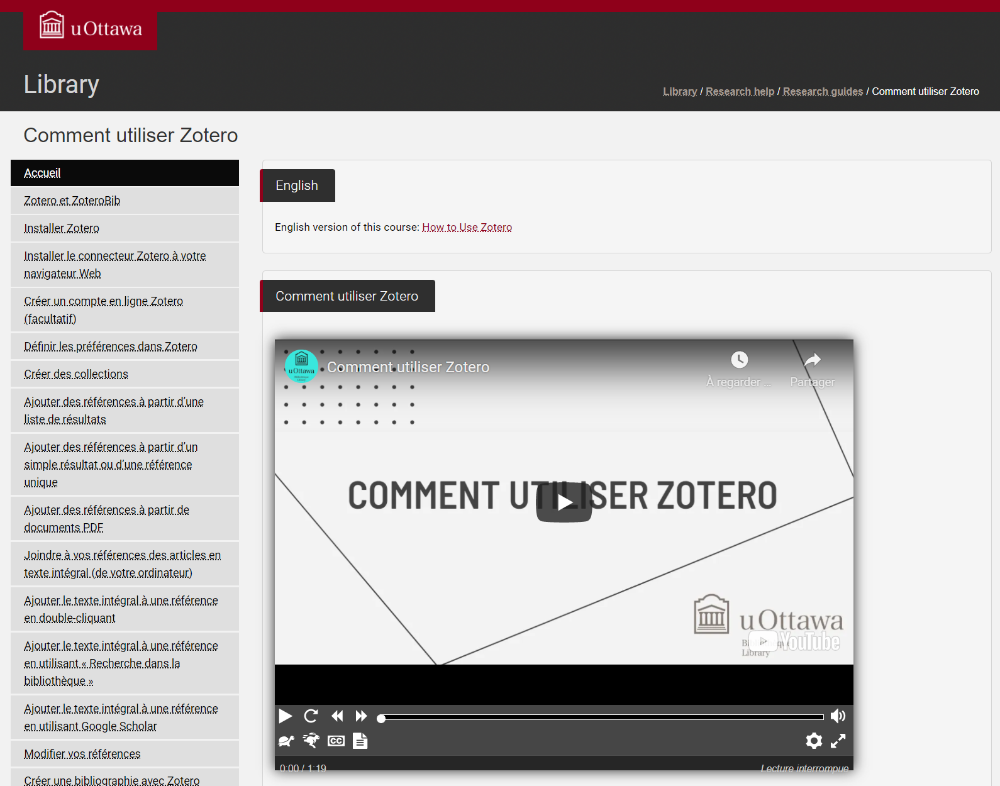 uOttawa
Library
Library / Research help / Research guides / Comment utiliser Zotero
Comment utiliser Zotero
Accueil
Zotero et ZoteroBib
Installer Zotero
Installer le connecteur Zotero à votre
navigateur Web
Créer un compte en ligne Zotero
(facultatif)
Définir les préférences dans Zotero
Créer des collections
Ajouter des références à partir d’une
liste de résultats
Ajouter des références à partir d’un
simple résultat ou d’une référence
unique
Ajouter des références à partir de
documents PDF
Joindre à vos références des articles en
texte intégral (de votre ordinateur)
Ajouter le texte intégral à une référence
en double-cliquant
Ajouter le texte intégral à une référence
en utilisant « Recherche dans la
bibliothèque »
Ajouter le texte intégral à une référence
en utilisant Google Scholar
Modifier vos références
Créer une bibliographie avec Zotero
English
English version of this course: How to Use Zotero
Comment utiliser Zotero
uOttawa
Bibliothèque
Library
Comment utiliser Zotero
À regarder ...
Partager
COMMENT UTILISER ZOTERO
uOttawa
Bibliothèque
Library
YouTube
CC
0:00 / 1:19
Lecture interrompue